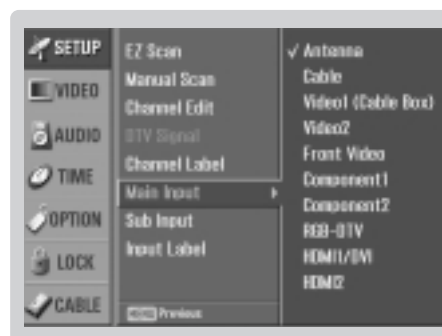 SETUP
VIDEO
AUDIO
TIME
OPTION
LOCK
CABLE
EZ Scan
Manual Scan
Channel Edit
DTV Signal
Channel Label
Main Input
Sub Input
Input Label
Previous
✓ Antenna
Cable
Video1 (Cable Box)
Video2
Front Video
Component1
Component2
RGB-DTV
HDMI1/DVI
HDMI2